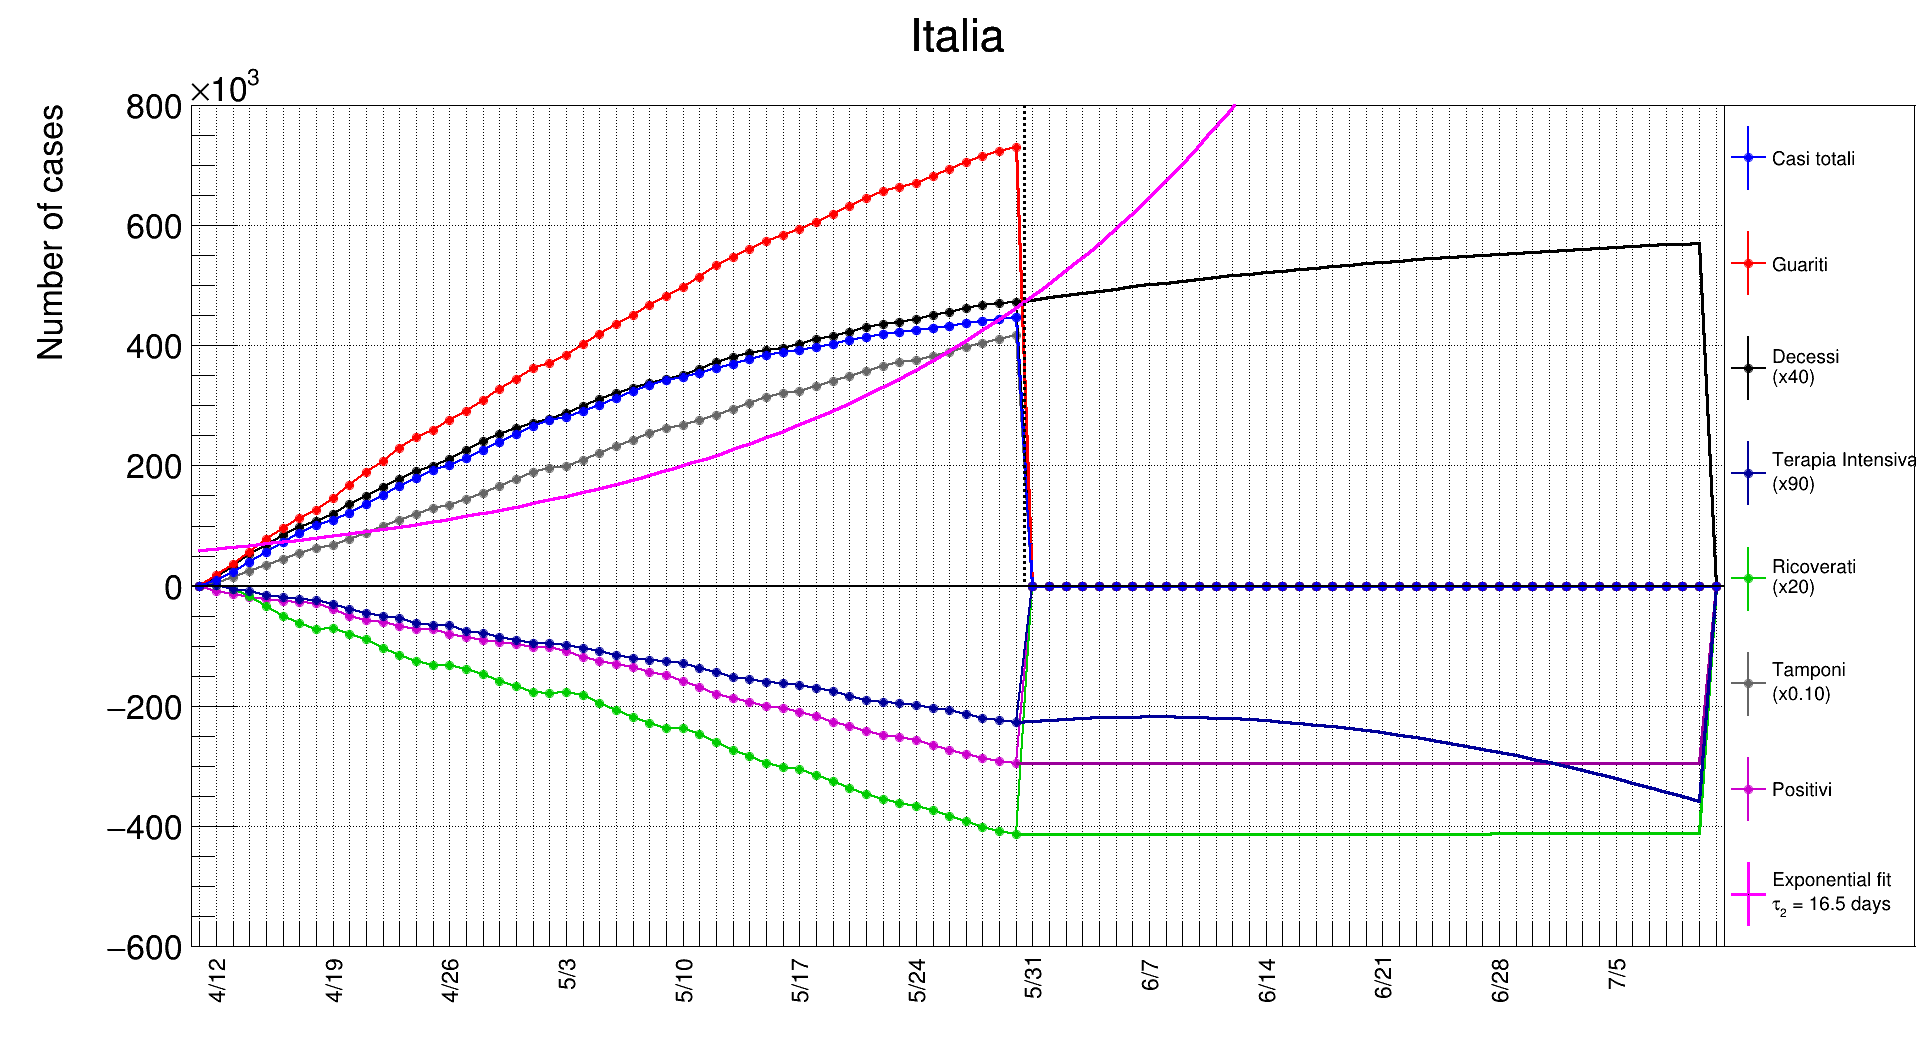 Italia
×10³
Number of cases
800
600
400
200
0
−200
−400
−600
4/12
4/19
4/26
5/3
5/10
5/17
5/24
5/31
6/7
6/14
6/21
6/28
7/5
Casi totali
Guariti
Decessi
(x40)
Terapia Intensiva
(x90)
Ricoverati
(x20)
Tamponi
(x0.10)
Positivi
Exponential fit
τ₂ = 16.5 days